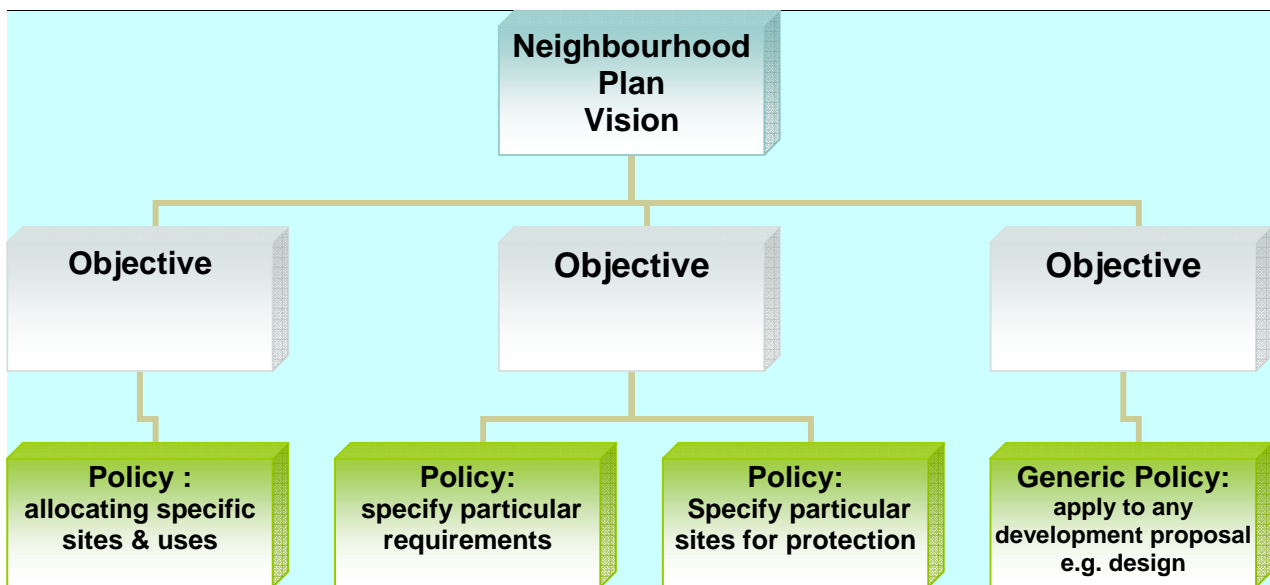 Neighbourhood
Plan
Vision
Objective
Objective
Objective
Policy :
allocating specific
sites & uses
Policy:
specify particular
requirements
Policy:
Specify particular
sites for protection
Generic Policy:
apply to any
development proposal
e.g. design